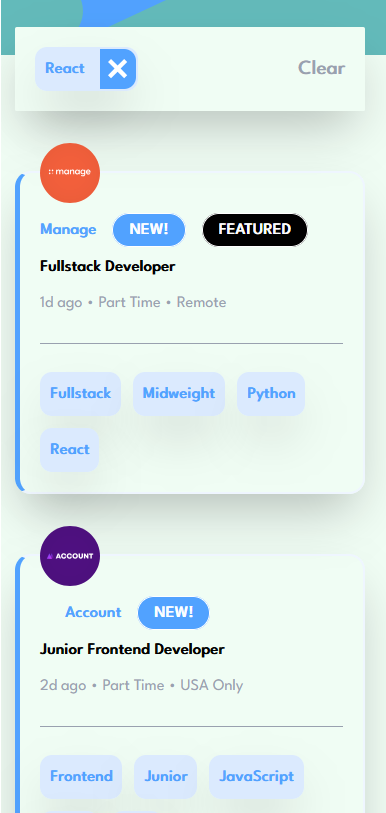 React
Clear
manage
Manage NEW! FEATURED
Fullstack Developer
1d ago • Part Time • Remote
Fullstack Midweight Python
React
ACCOUNT
Account NEW!
Junior Frontend Developer
2d ago • Part Time • USA Only
Frontend Junior JavaScript